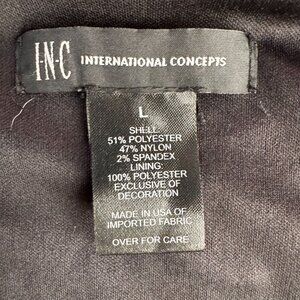 I·N·C INTERNATIONAL CONCEPTS
L
SHELL:
51% POLYESTER
47% NYLON
2% SPANDEX
LINING:
100% POLYESTER
EXCLUSIVE OF
DECORATION
MADE IN USA OF
IMPORTED FABRIC
OVER FOR CARE